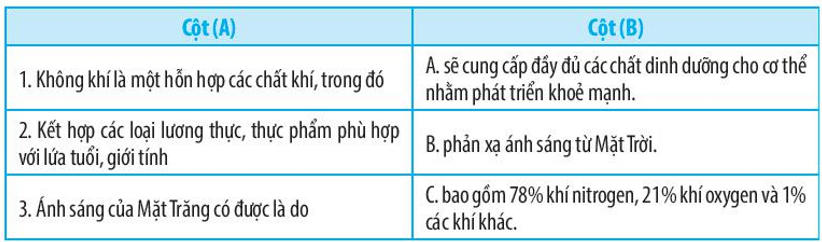 Cột (A)
Cột (B)
1. Không khí là một hỗn hợp các chất khí, trong đó
A. sẽ cung cấp đầy đủ các chất dinh dưỡng cho cơ thể
nhằm phát triển khoẻ mạnh.
2. Kết hợp các loại lương thực, thực phẩm phù hợp
với lứa tuổi, giới tính
B. phản xạ ánh sáng từ Mặt Trời.
3. Ánh sáng của Mặt Trăng có được là do
C. bao gồm 78% khí nitrogen, 21% khí oxygen và 1%
các khí khác.